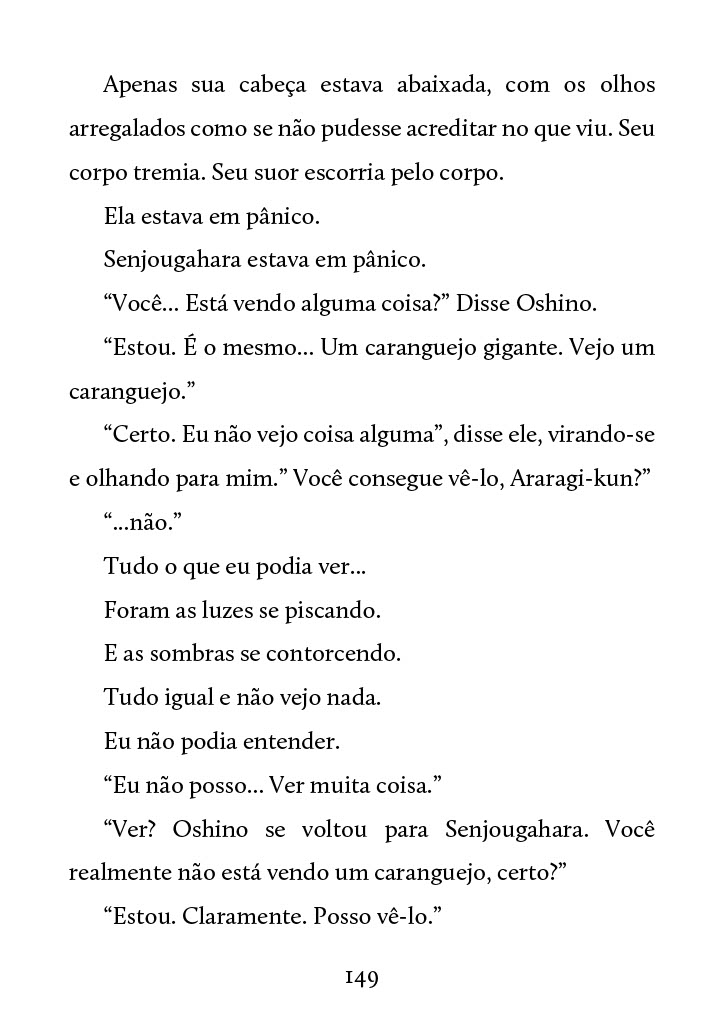 Apenas sua cabeça estava abaixada, com os olhos
arregalados como se não pudesse acreditar no que viu. Seu
corpo tremia. Seu suor escorria pelo corpo.
Ela estava em pânico.
Senjougahara estava em pânico.
“Você... Está vendo alguma coisa?” Disse Oshino.
“Estou. É o mesmo... Um caranguejo gigante. Vejo um
caranguejo.”
“Certo. Eu não vejo coisa alguma”, disse ele, virando-se
e olhando para mim.” Você consegue vê-lo, Araragi-kun?”
“...não.”
Tudo o que eu podia ver...
Foram as luzes se piscando.
E as sombras se contorcendo.
Tudo igual e não vejo nada.
Eu não podia entender.
“Eu não posso... Ver muita coisa.”
“Ver? Oshino se voltou para Senjougahara. Você
realmente não está vendo um caranguejo, certo?”
“Estou. Claramente. Posso vê-lo.”
149